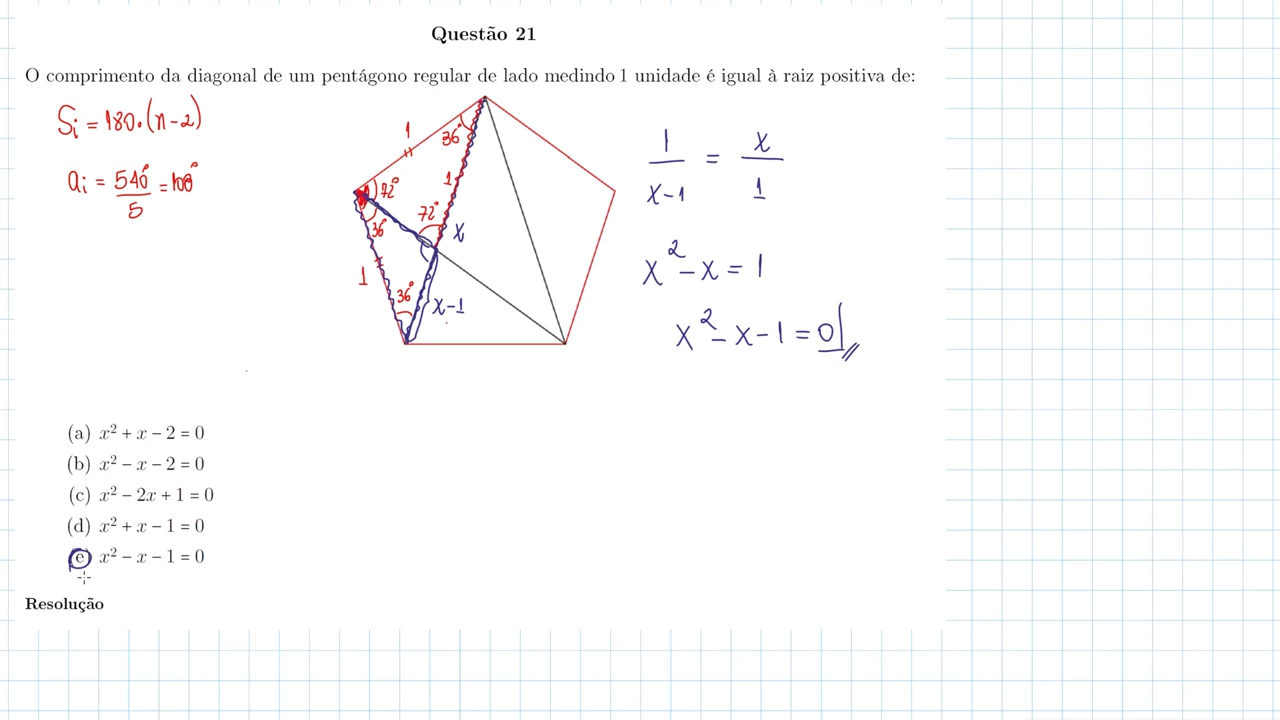 Questão 21
O comprimento da diagonal de um pentágono regular de lado medindo 1 unidade é igual à raiz positiva de:
Si = 180.(n-2)
ai = 540° / 5 = 108°
1
36°
1
72°
72°
36°
x
1
36°
x-1
1 / x-1 = x / 1
x² - x = 1
x² - x - 1 = 0
(a) x² + x − 2 = 0
(b) x² − x − 2 = 0
(c) x² − 2x + 1 = 0
(d) x² + x − 1 = 0
(e) x² − x − 1 = 0
Resolução